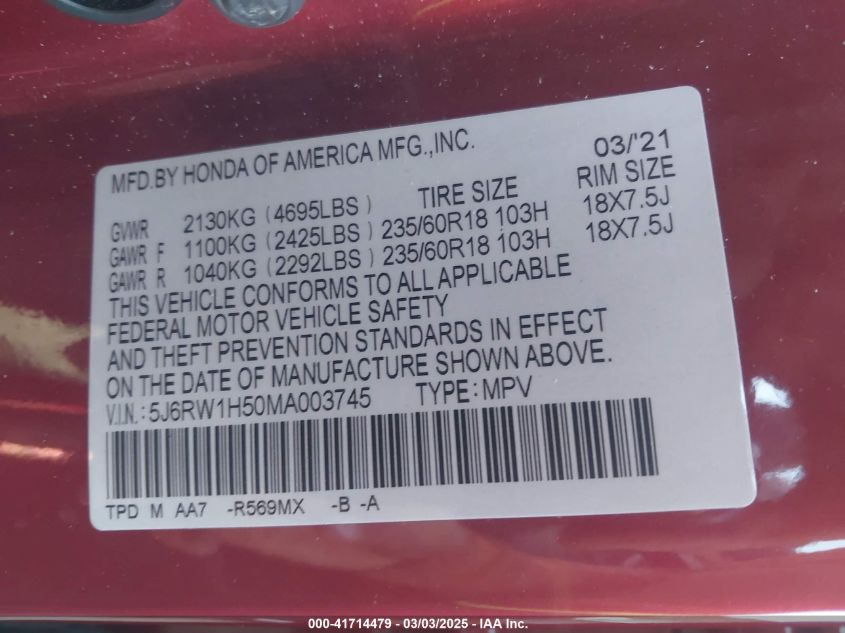 MFD.BY HONDA OF AMERICA MFG.,INC. 03/'21
TIRE SIZE RIM SIZE
GVWR 2130KG (4695LBS)
GAWR F 1100KG (2425LBS) 235/60R18 103H 18X7.5J
GAWR R 1040KG (2292LBS) 235/60R18 103H 18X7.5J
THIS VEHICLE CONFORMS TO ALL APPLICABLE
FEDERAL MOTOR VEHICLE SAFETY
AND THEFT PREVENTION STANDARDS IN EFFECT
ON THE DATE OF MANUFACTURE SHOWN ABOVE.
V.I.N.: 5J6RW1H50MA003745 TYPE: MPV
TPD M AA7 -R569MX -B -A
000-41714479 - 03/03/2025 - IAA Inc.